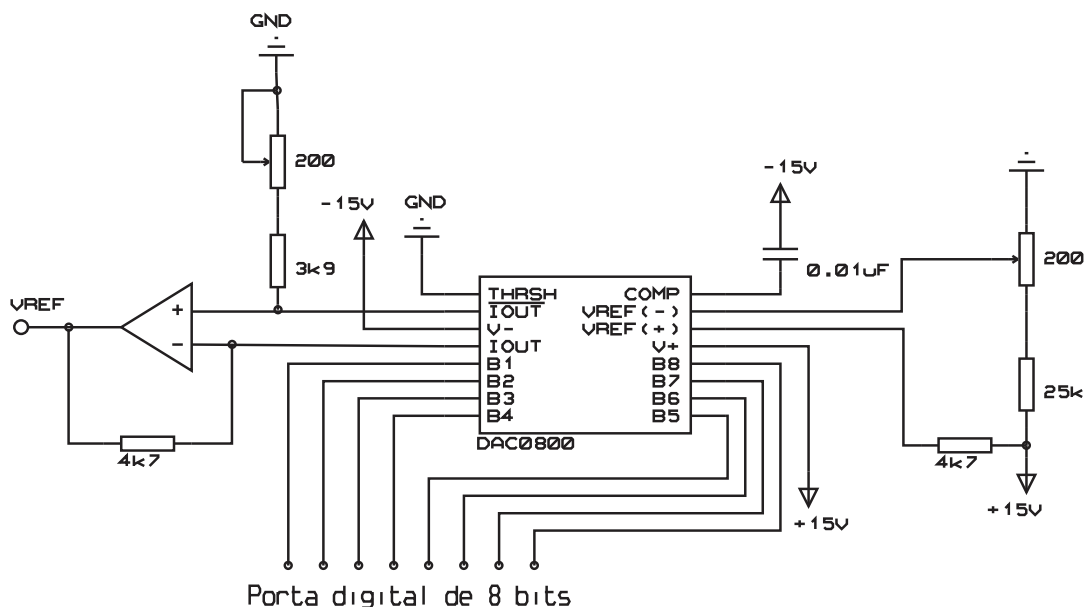 GND
200
-15V
GND
-15V
3k9
0.01uF
200
VREF
+
-
THRSH
IOUT
V-
IOUT
B1
B2
B3
B4
COMP
VREF(-)
VREF(+)
V+
B8
B7
B6
B5
DAC0800
25k
4k7
4k7
+15V
+15V
Porta digital de 8 bits